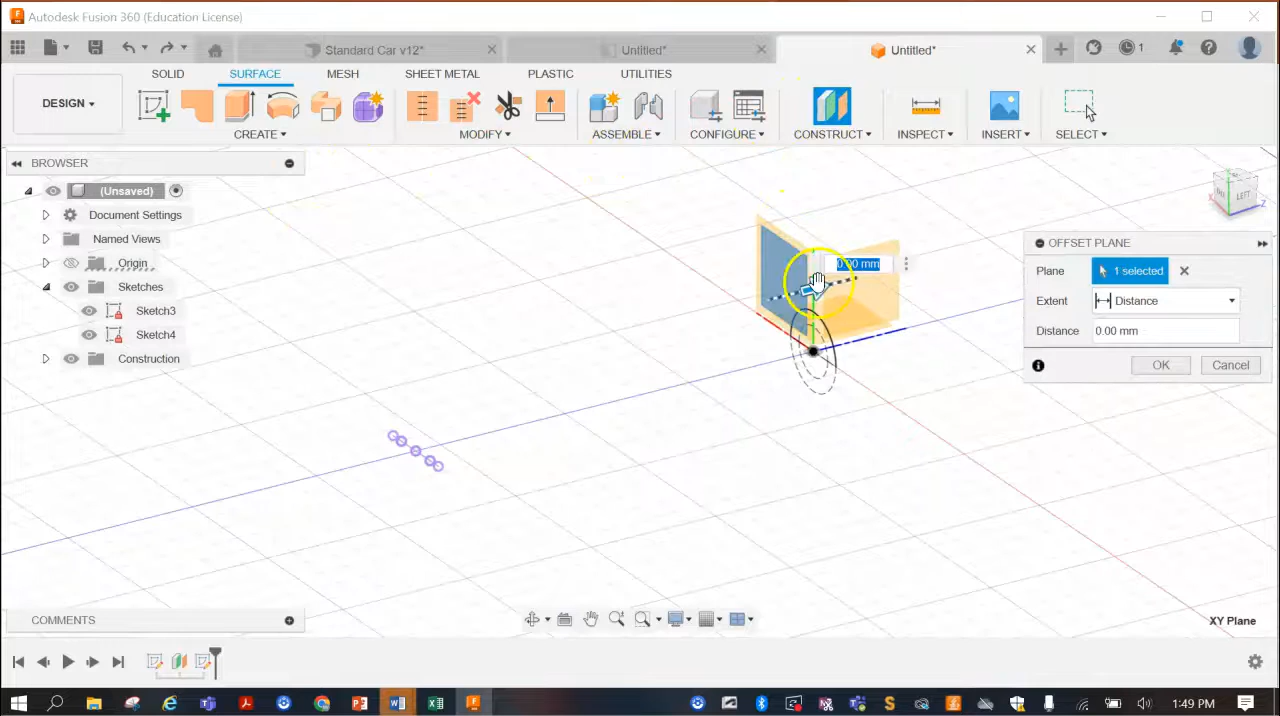 Autodesk Fusion 360 (Education License)
Standard Car v12*
Untitled*
Untitled*
1
DESIGN
SOLID
SURFACE
MESH
SHEET METAL
PLASTIC
UTILITIES
CREATE
MODIFY
ASSEMBLE
CONFIGURE
CONSTRUCT
INSPECT
INSERT
SELECT
BROWSER
(Unsaved)
Document Settings
Named Views
Origin
Sketches
Sketch3
Sketch4
Construction
LEFT
Z
OFFSET PLANE
Plane
1 selected
Extent
Distance
Distance
0.00 mm
OK
Cancel
0.00 mm
COMMENTS
XY Plane
1:49 PM